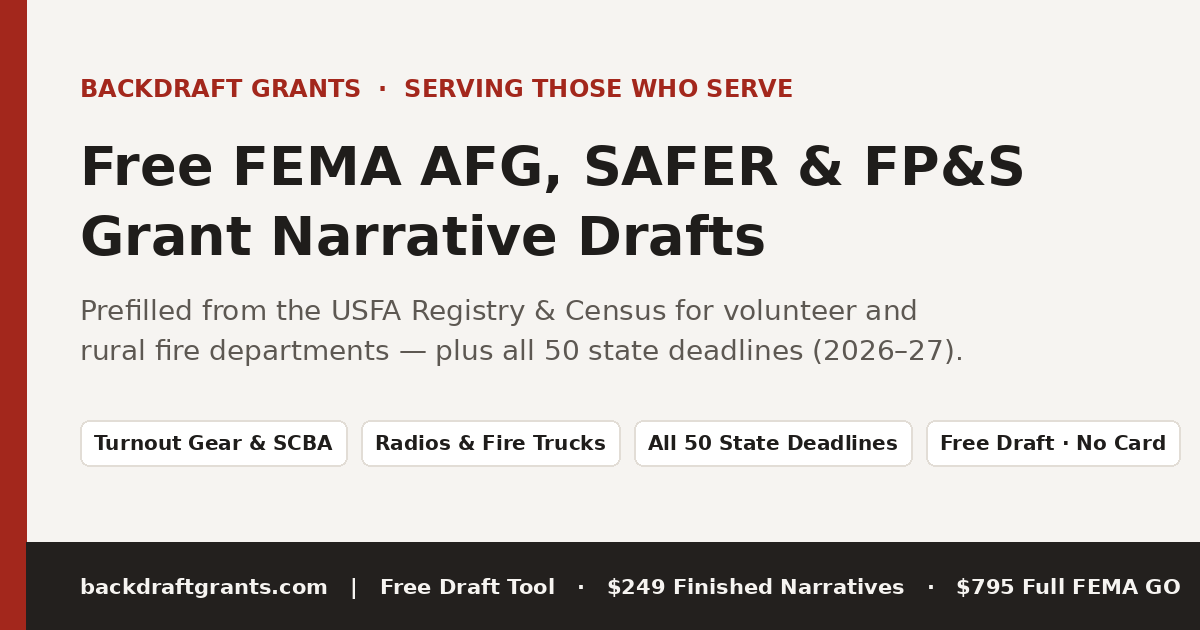 BACKDRAFT GRANTS · SERVING THOSE WHO SERVE
Free FEMA AFG, SAFER & FP&S
Grant Narrative Drafts
Prefilled from the USFA Registry & Census for volunteer and
rural fire departments — plus all 50 state deadlines (2026–27).
Turnout Gear & SCBA
Radios & Fire Trucks
All 50 State Deadlines
Free Draft · No Card
backdraftgrants.com | Free Draft Tool · $249 Finished Narratives · $795 Full FEMA GO